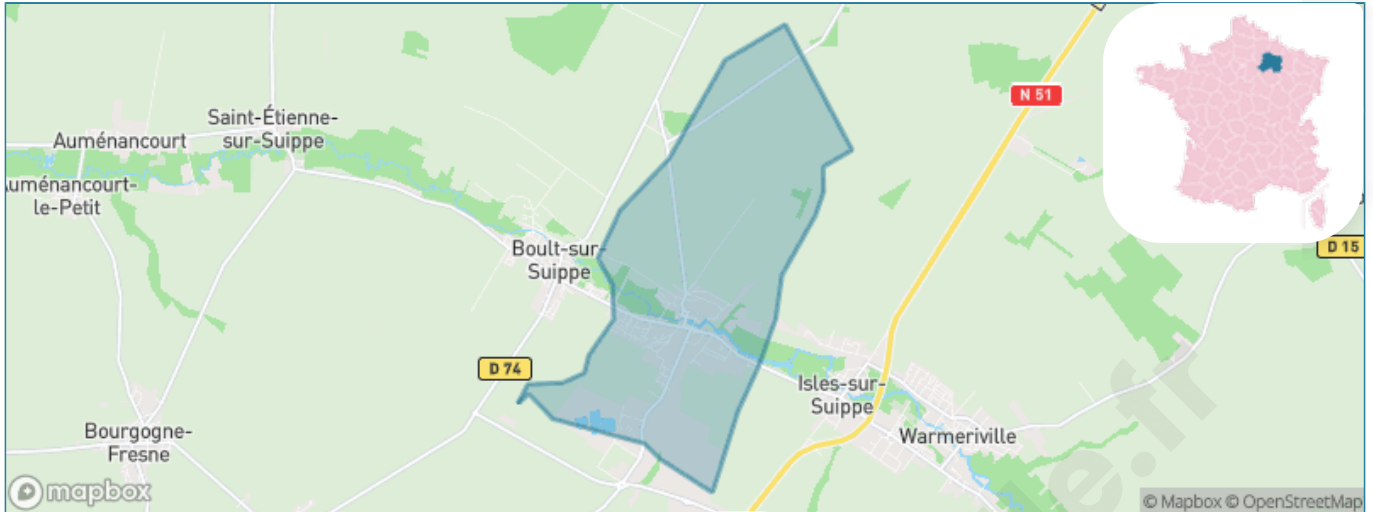 N 51
Saint-Étienne-
sur-Suippe
Auménancourt
Auménancourt-
le-Petit
D 15
Boult-sur-
Suippe
D 74
Isles-sur-
Suippe
Bourgogne-
Fresne
Warmeriville
mapbox
© Mapbox © OpenStreetMap
e.fr